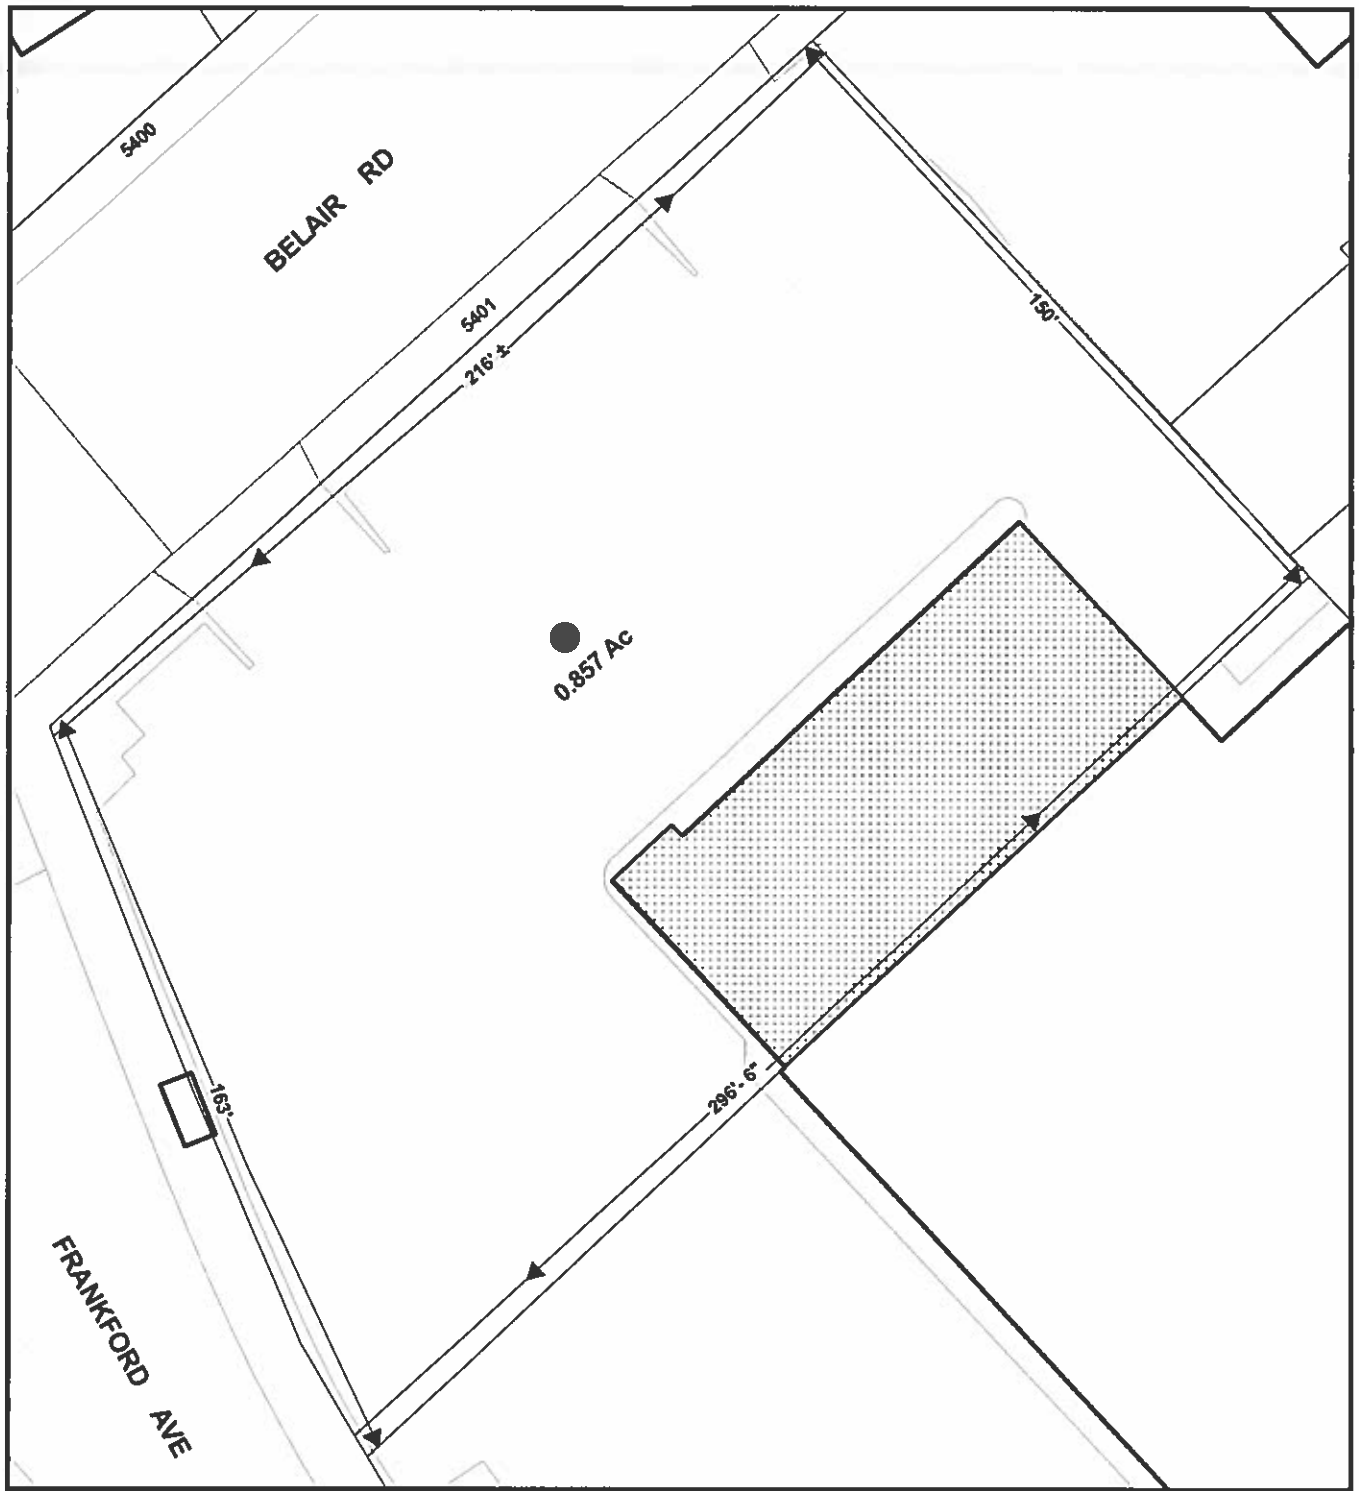 5400
BELAIR RD
5401
216' ±
150'
0.857 Ac
163'
296'- 6"
FRANKFORD AVE